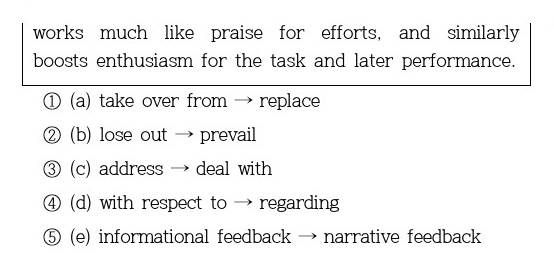 works much like praise for efforts, and similarly
boosts enthusiasm for the task and later performance.
① (a) take over from → replace
② (b) lose out → prevail
③ (c) address → deal with
④ (d) with respect to → regarding
⑤ (e) informational feedback → narrative feedback